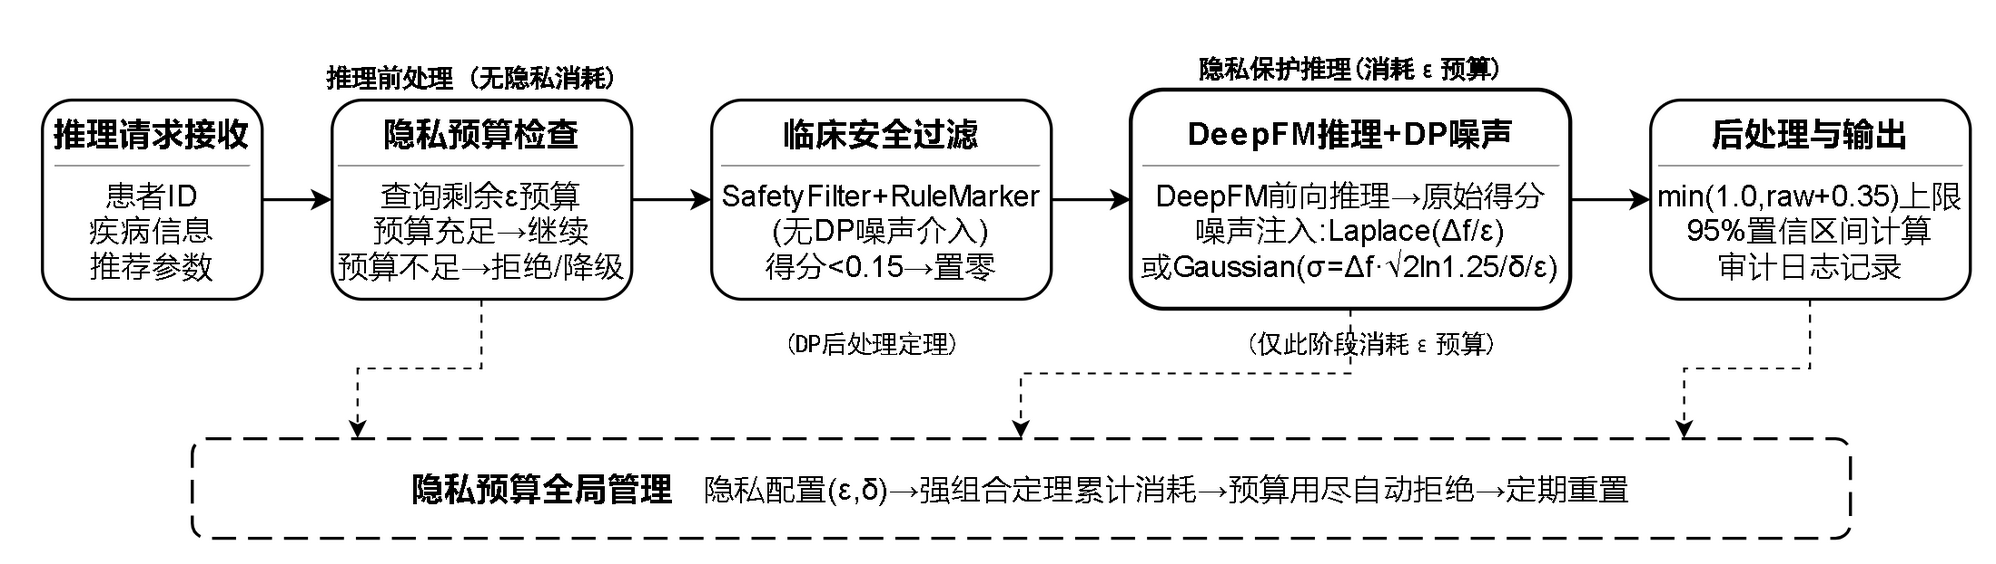 推理前处理 (无隐私消耗)
隐私保护推理(消耗 ε 预算)
推理请求接收
患者ID
疾病信息
推荐参数
隐私预算检查
查询剩余ε预算
预算充足→继续
预算不足→拒绝/降级
临床安全过滤
SafetyFilter+RuleMarker
(无DP噪声介入)
得分<0.15→置零
(DP后处理定理)
DeepFM推理+DP噪声
DeepFM前向推理→原始得分
噪声注入:Laplace(Δf/ε)
或Gaussian(σ=Δf·√2ln1.25/δ/ε)
(仅此阶段消耗 ε 预算)
后处理与输出
min(1.0,raw+0.35)上限
95%置信区间计算
审计日志记录
隐私预算全局管理 隐私配置(ε,δ)→强组合定理累计消耗→预算用尽自动拒绝→定期重置